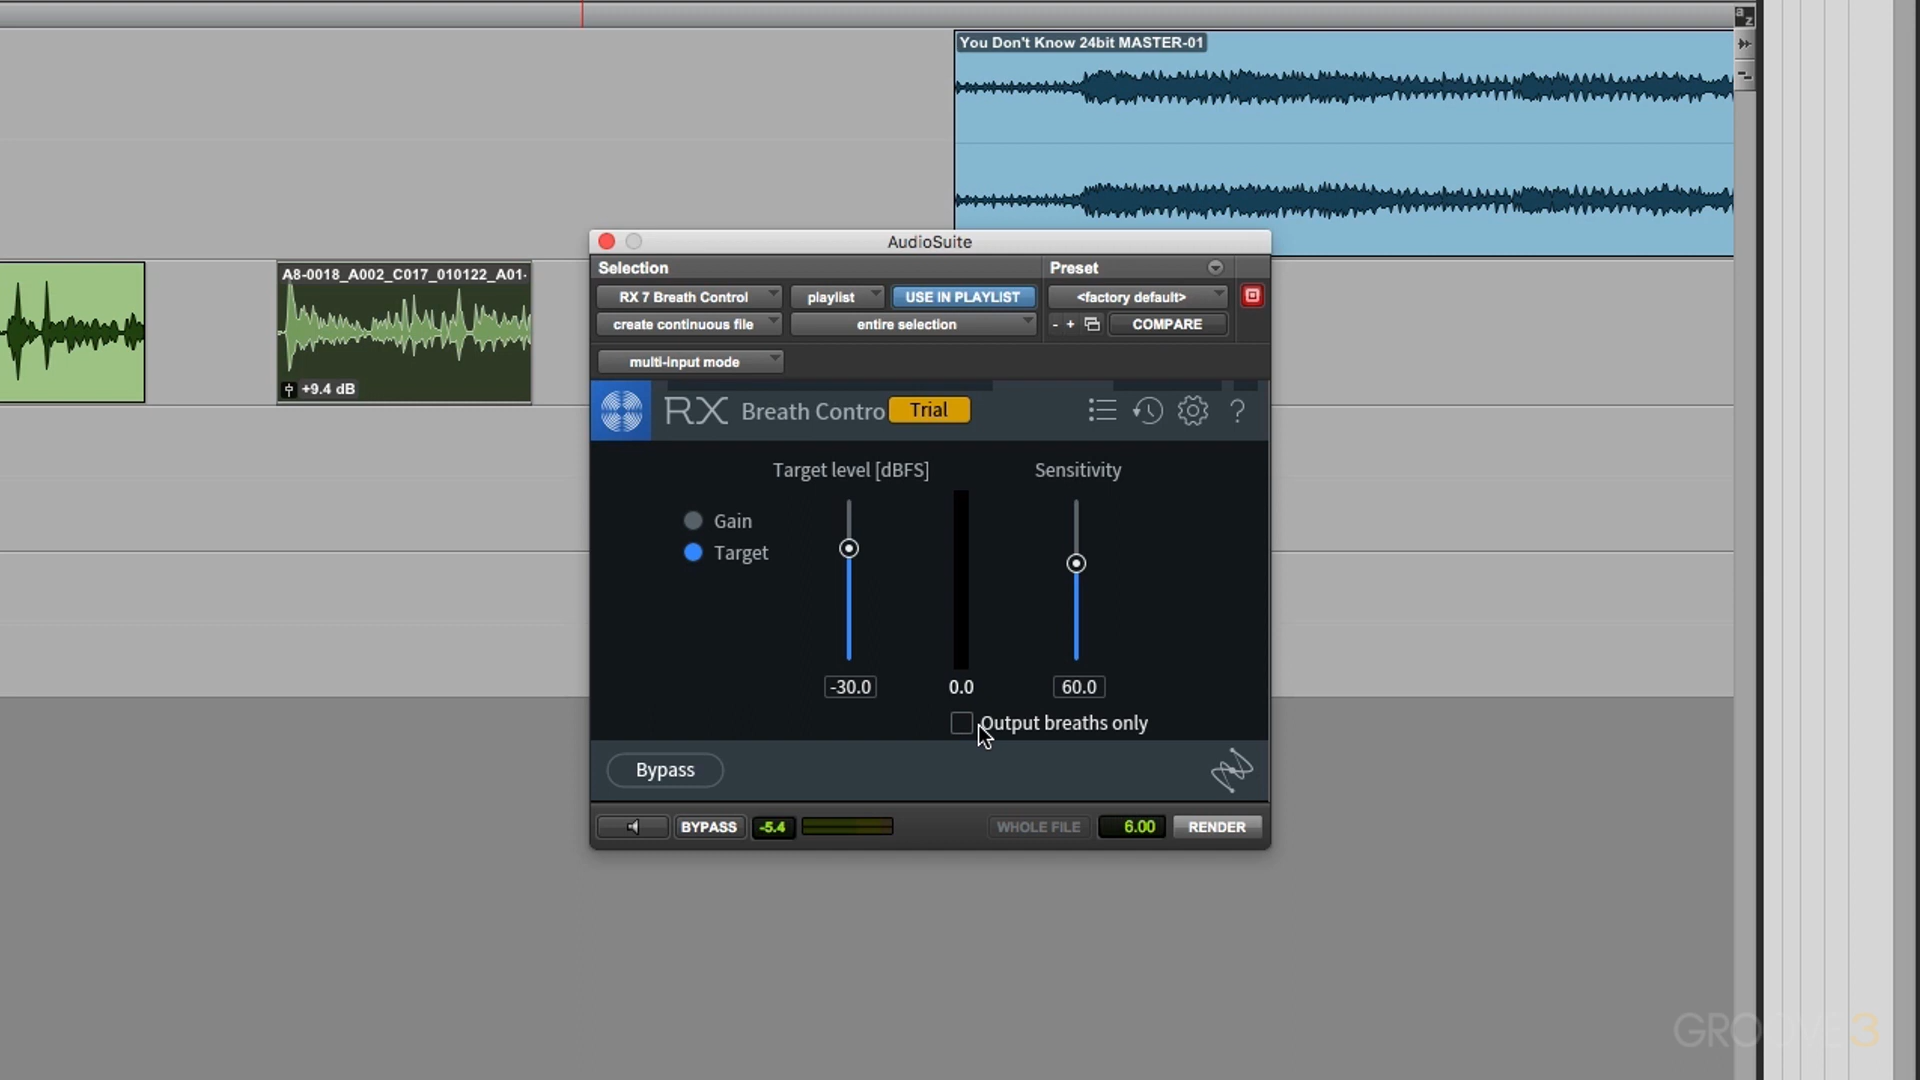 a z
You Don't Know 24bit MASTER-01
AudioSuite
A8-0018_A002_C017_010122_A01-
+9.4 dB
Selection
Preset
RX 7 Breath Control
playlist
USE IN PLAYLIST
<factory default>
create continuous file
entire selection
- +
COMPARE
multi-input mode
RX Breath Contro
Trial
?
Target level [dBFS]
Sensitivity
Gain
Target
-30.0
0.0
60.0
Output breaths only
Bypass
BYPASS
-5.4
WHOLE FILE
6.00
RENDER
GROOVE3